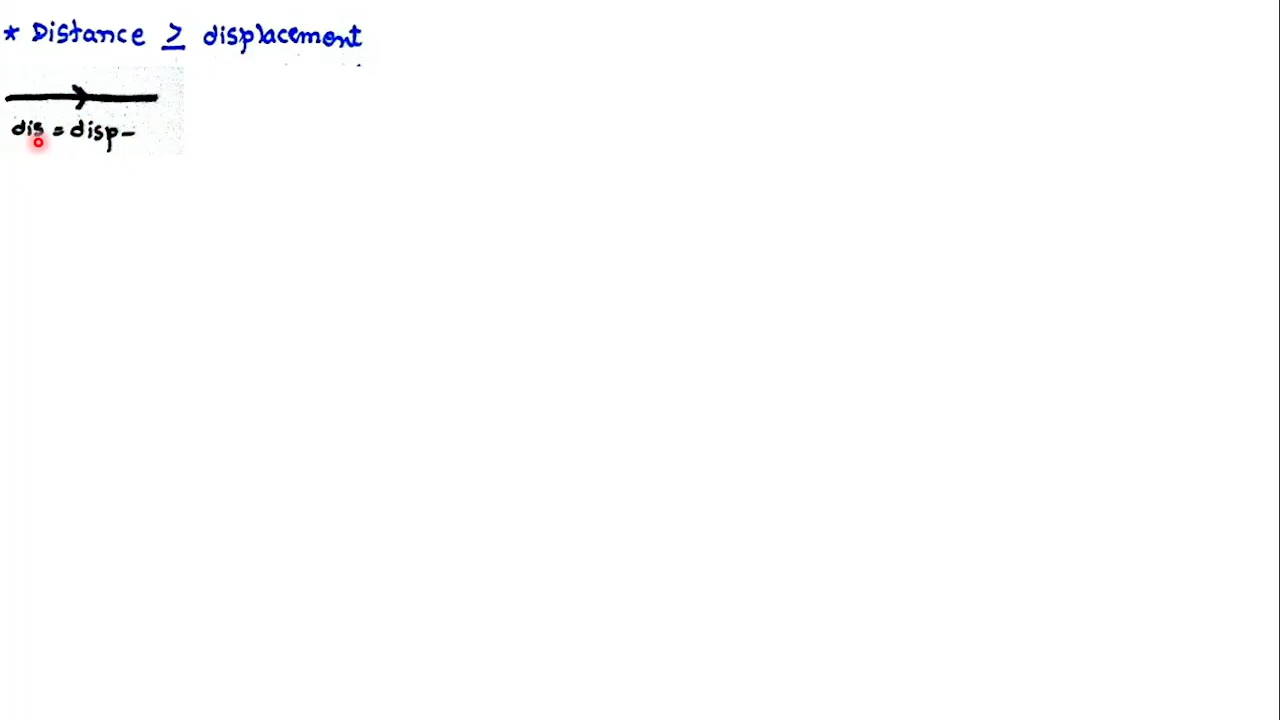 * Distance ≥ displacement
dis = disp-